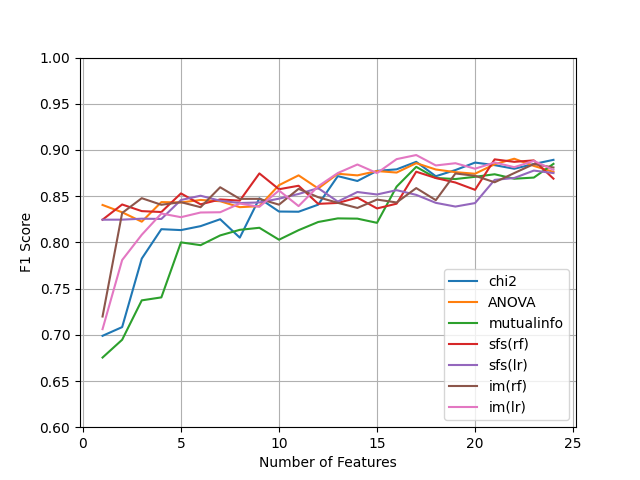 1.00
0.95
0.90
0.85
0.80
0.75
0.70
0.65
0.60
F1 Score
chi2
ANOVA
mutualinfo
sfs(rf)
sfs(lr)
im(rf)
im(lr)
0 5 10 15 20 25
Number of Features